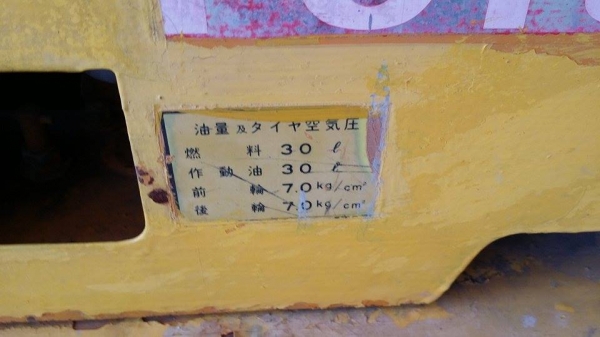 油量及タイヤ空気圧
燃料 30 ℓ
作動油 30 ℓ
前輪 7.0 kg/cm²
後輪 7.0 kg/cm²